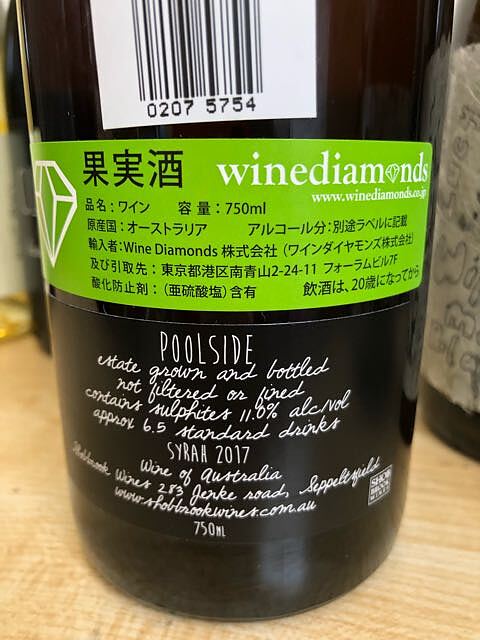 0207 5754
果実酒 winediamonds
www.winediamonds.co.jp
品名：ワイン 容量：750ml
原産国：オーストラリア アルコール分：別途ラベルに記載
輸入者：Wine Diamonds 株式会社（ワインダイヤモンズ株式会社）
及び引取先：東京都港区南青山2-24-11 フォーラムビル7F
酸化防止剤：（亜硫酸塩）含有 飲酒は、20歳になってから
POOLSIDE
estate grown and bottled
not filtered or fined
contains sulphites 11.0% alc/vol
approx 6.5 standard drinks
SYRAH 2017
Wine of Australia
Shobbrook Wines 283 Jenke road, Seppeltsfield
www.shobbrookwines.com.au
SHOB
BROOK
WINES
750ML